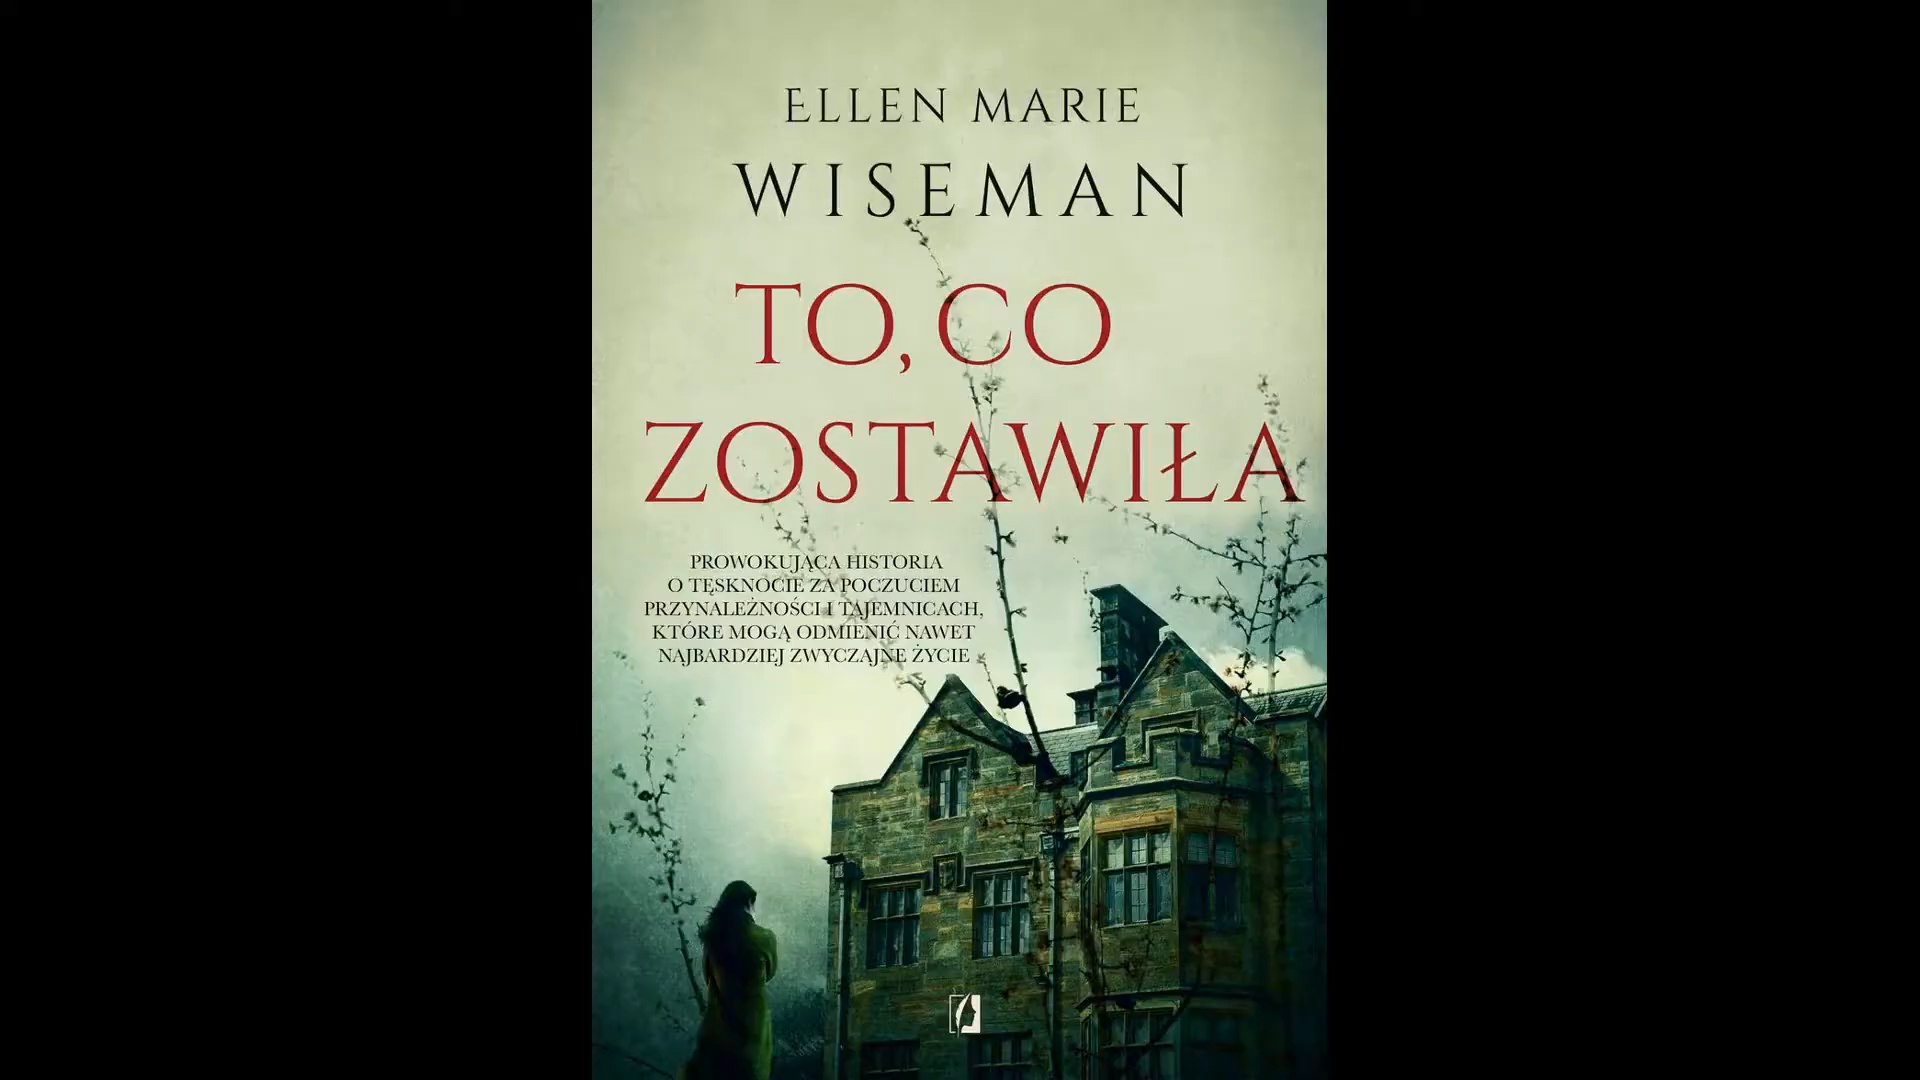 ELLEN MARIE
WISEMAN
TO, CO
ZOSTAWIŁA
PROWOKUJĄCA HISTORIA
O TĘSKNOCIE ZA POCZUCIEM
PRZYNALEŻNOŚCI I TAJEMNICACH,
KTÓRE MOGĄ ODMIENIĆ NAWET
NAJBARDZIEJ ZWYCZAJNE ŻYCIE